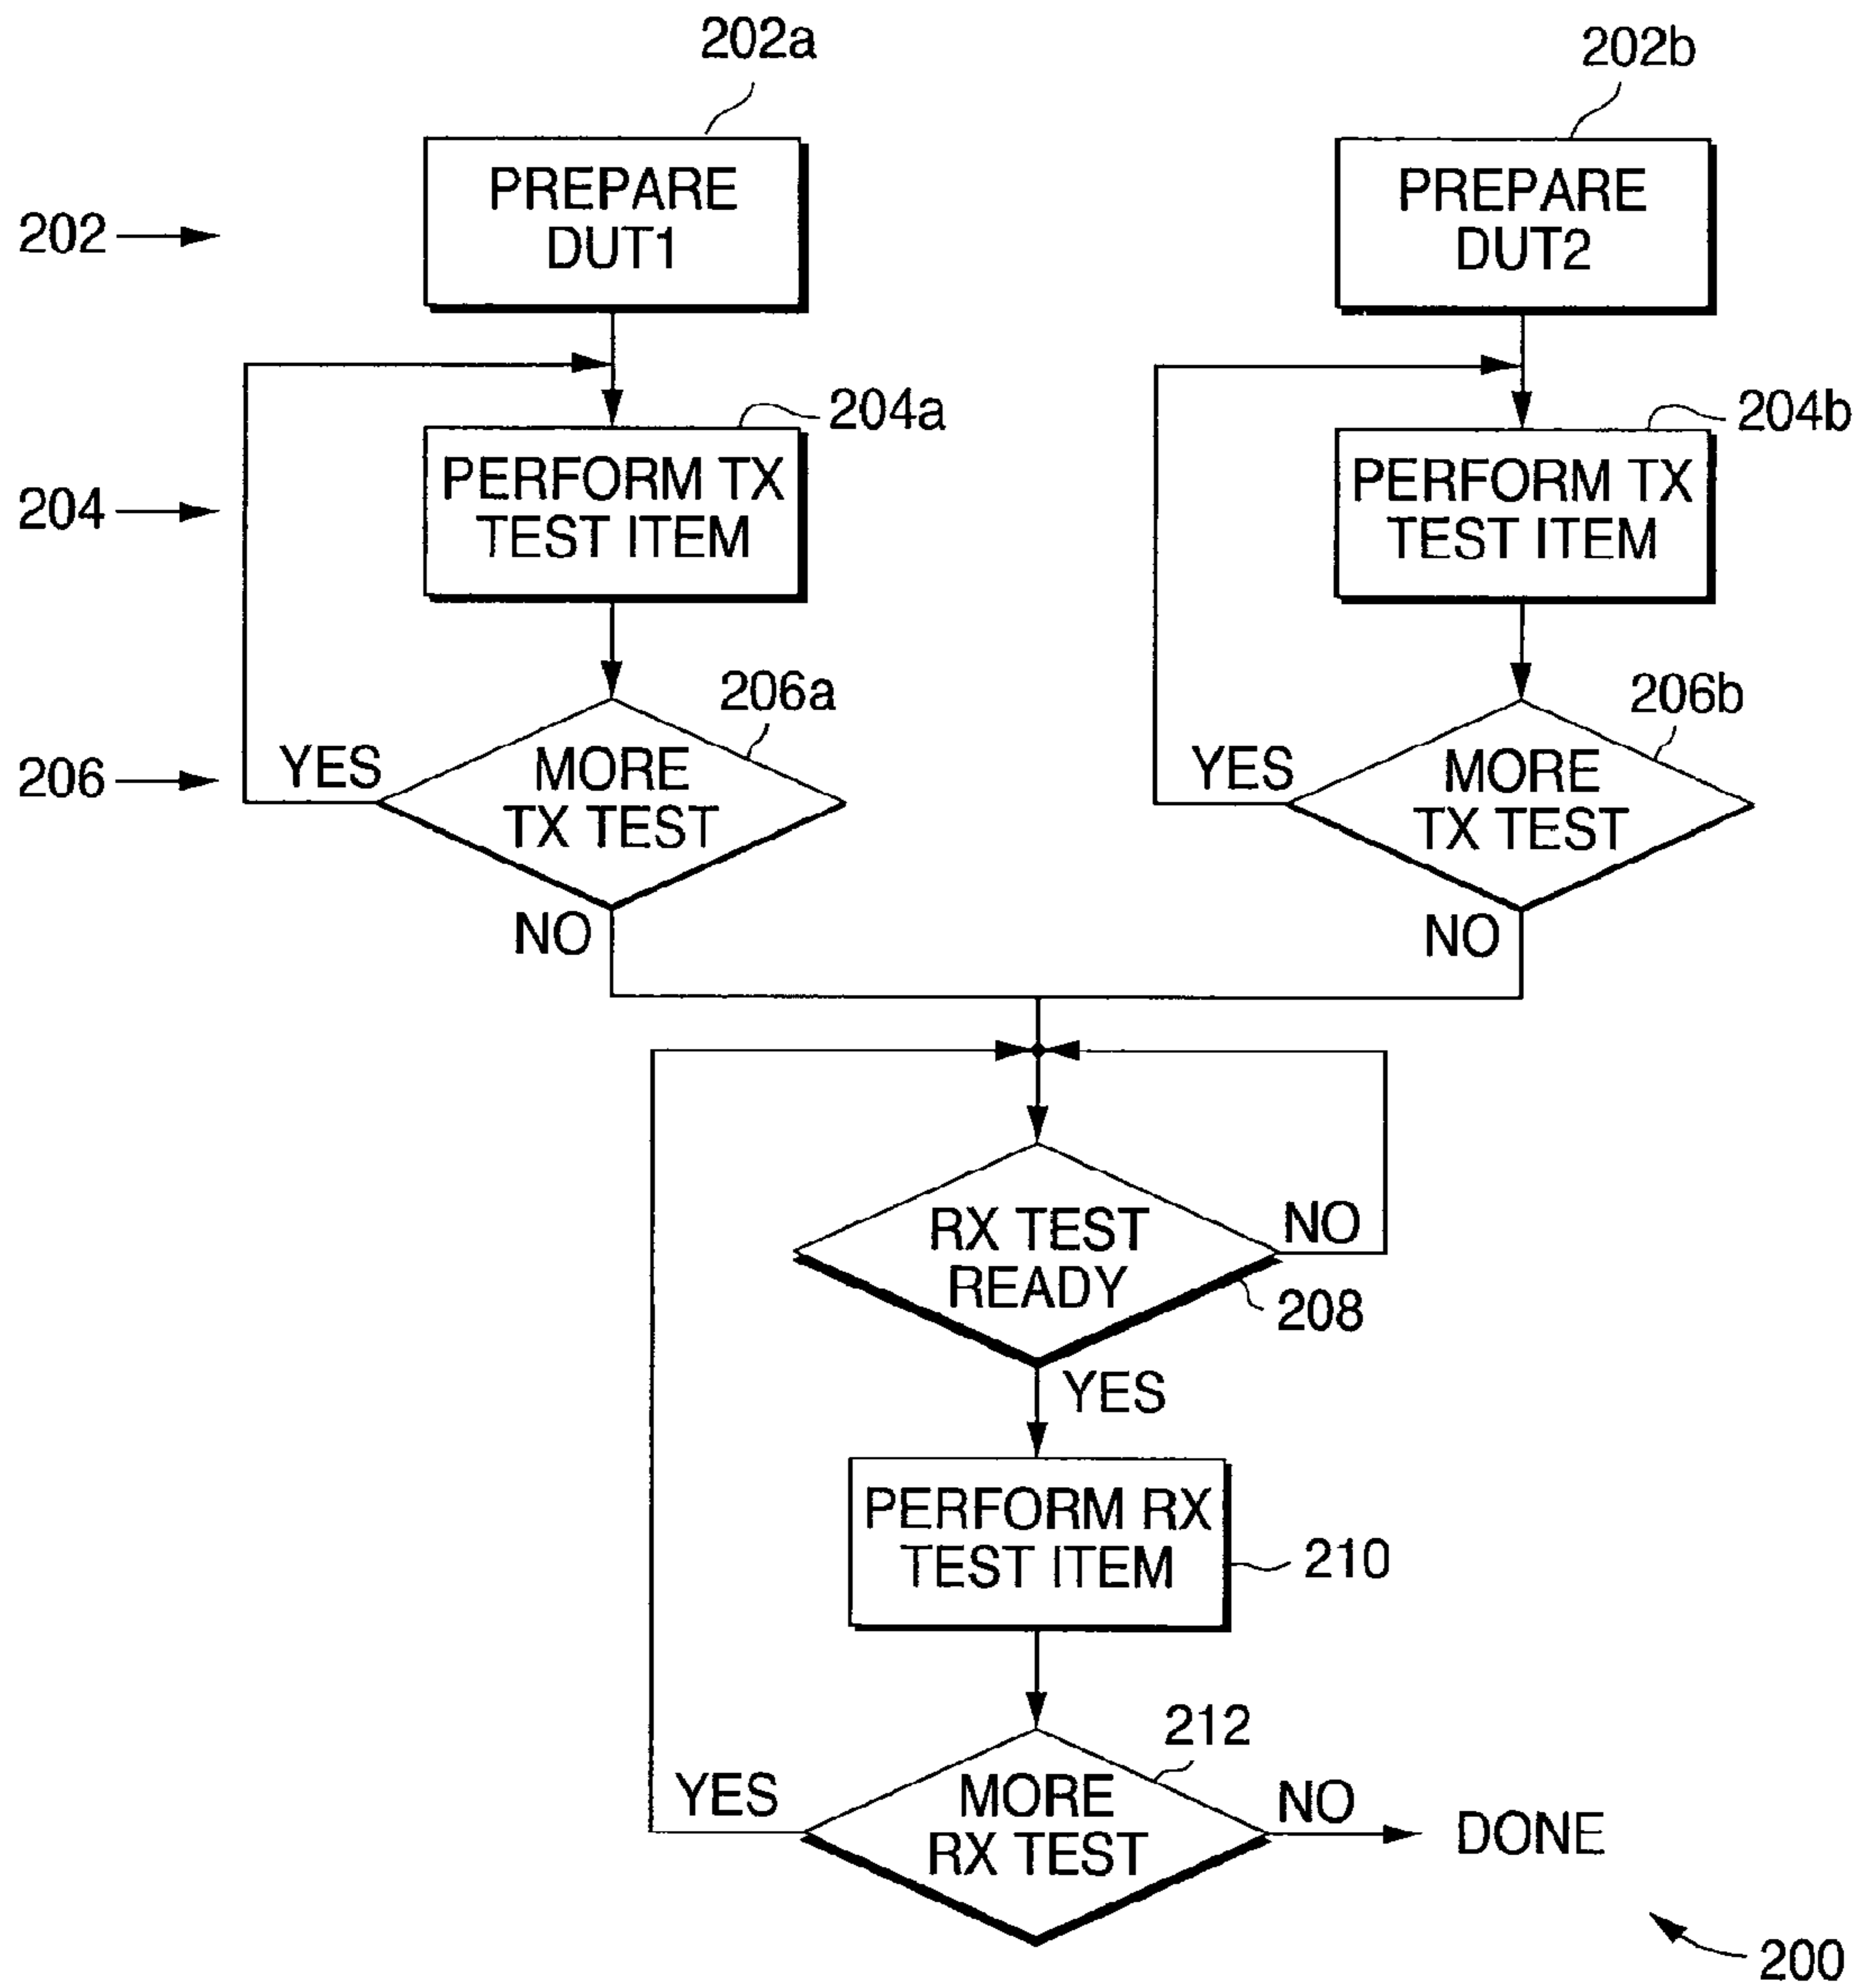 202a
202b
PREPARE
DUT1
PREPARE
DUT2
202
204a
204b
PERFORM TX
TEST ITEM
PERFORM TX
TEST ITEM
204
206a
206b
206
YES
MORE
TX TEST
YES
MORE
TX TEST
NO
NO
RX TEST
READY
NO
208
YES
PERFORM RX
TEST ITEM
210
212
YES
MORE
RX TEST
NO
DONE
200